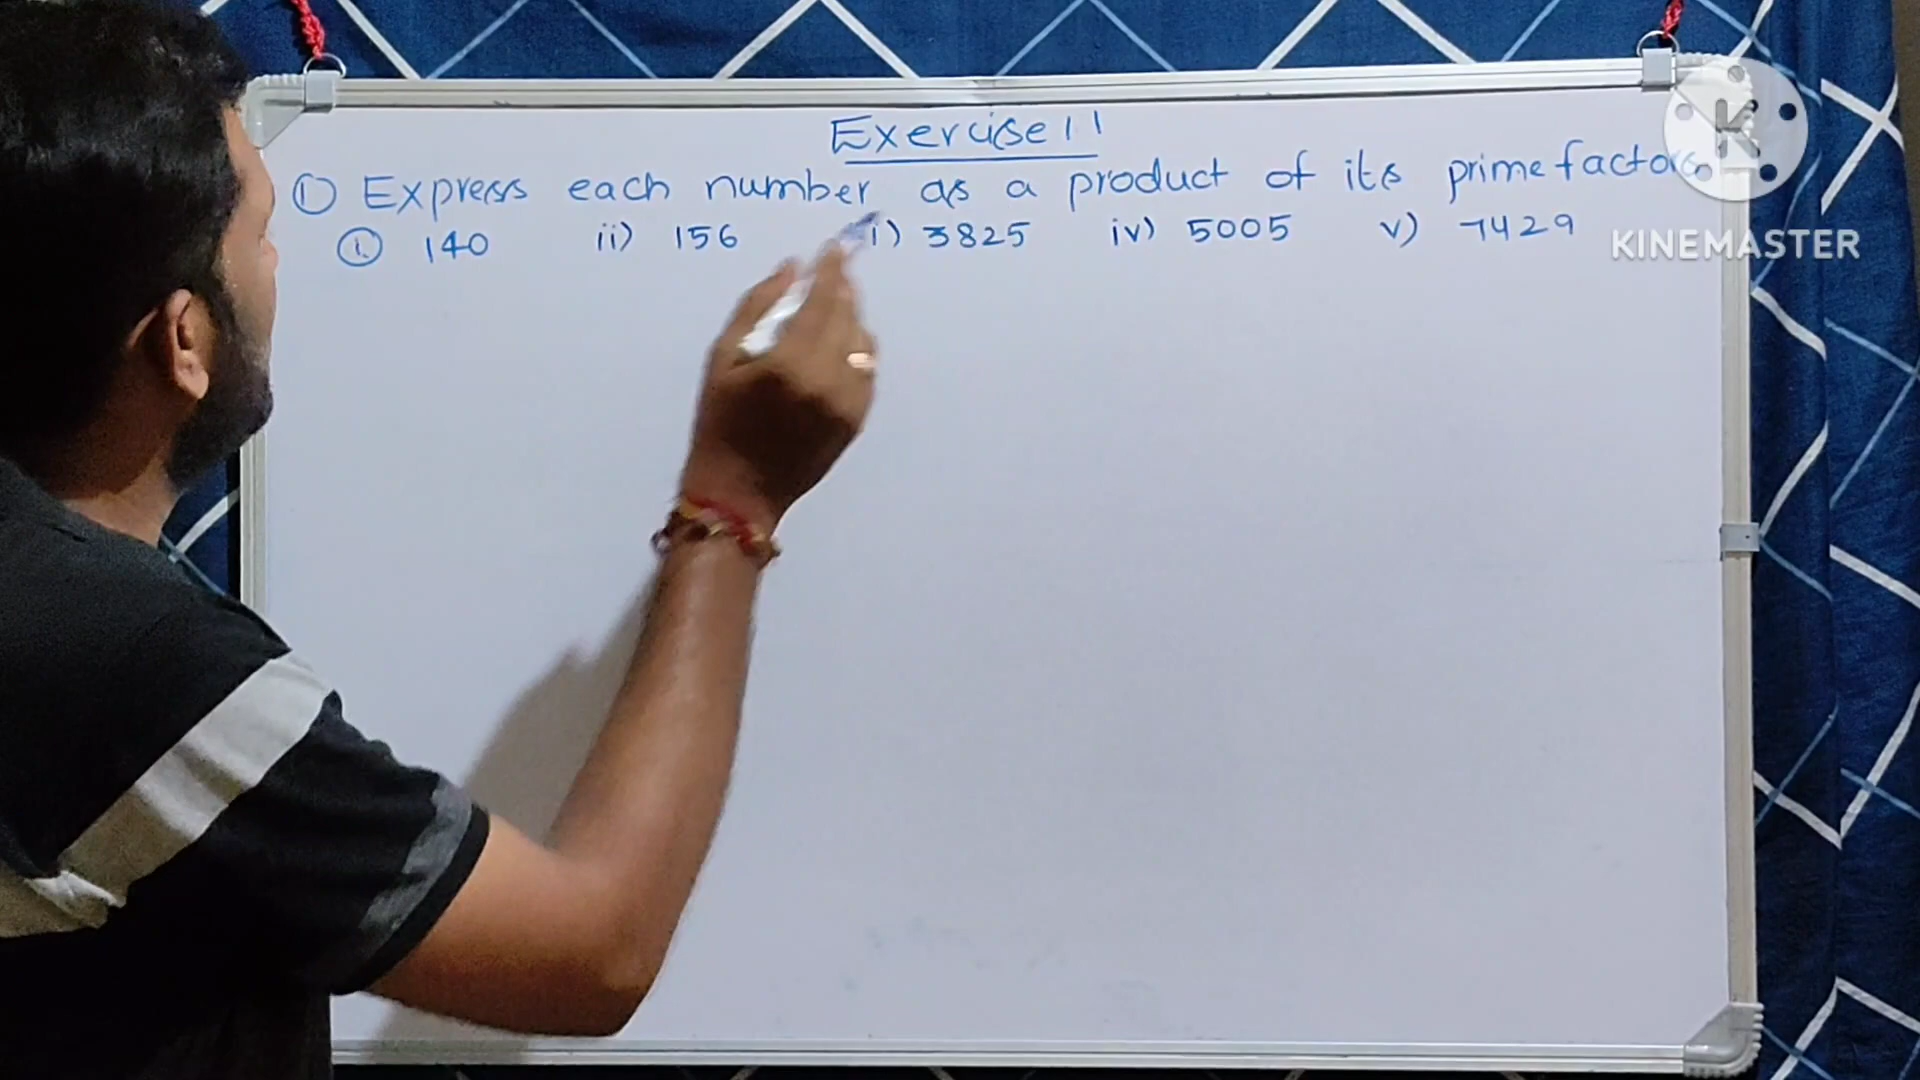 Exercise 1 1
① Express each number as a product of its prime factors
①. 140 ii) 156 i) 3825 iv) 5005 v) 7429
K
KINEMASTER